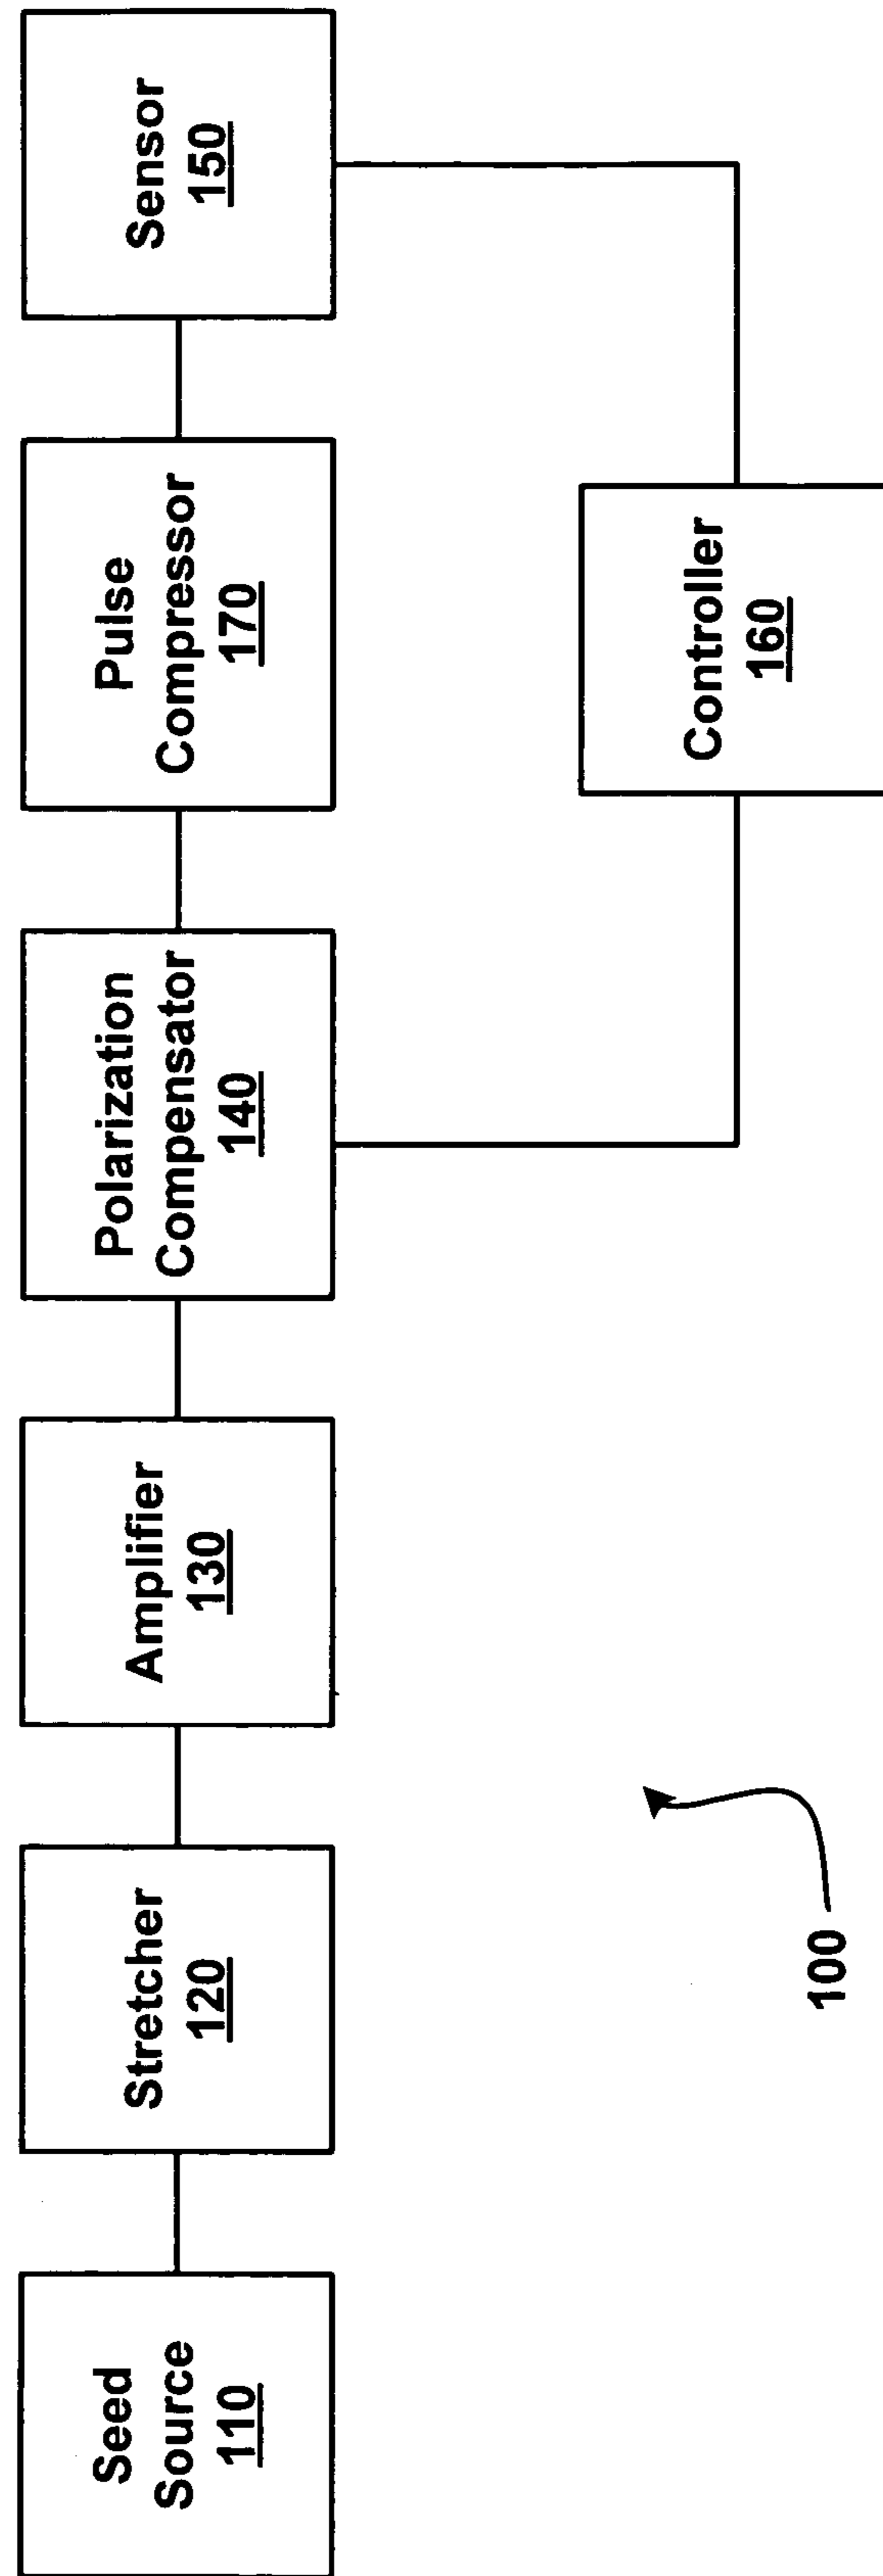 Seed
Source
110
Stretcher
120
Amplifier
130
Polarization
Compensator
140
Pulse
Compressor
170
Sensor
150
Controller
160
100